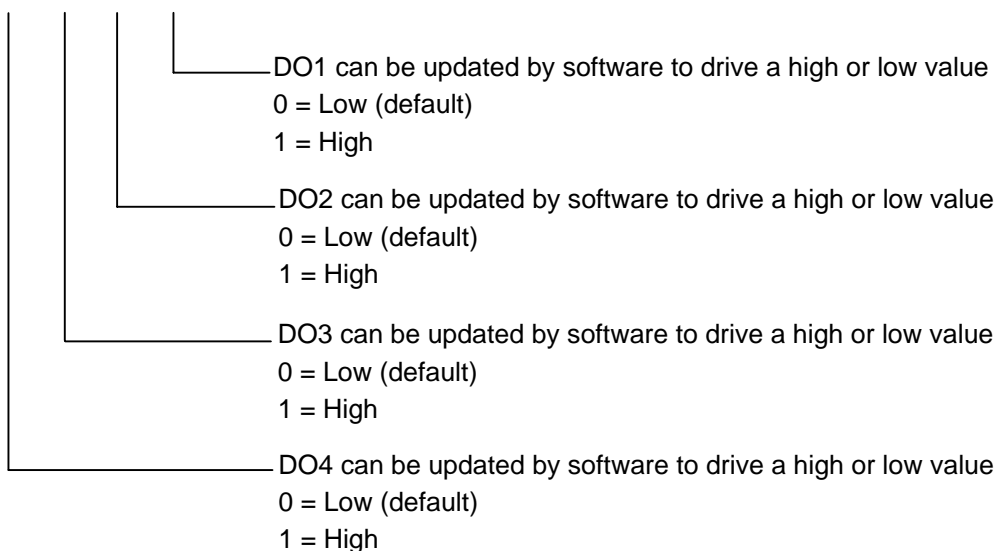 DO1 can be updated by software to drive a high or low value
0 = Low (default)
1 = High
DO2 can be updated by software to drive a high or low value
0 = Low (default)
1 = High
DO3 can be updated by software to drive a high or low value
0 = Low (default)
1 = High
DO4 can be updated by software to drive a high or low value
0 = Low (default)
1 = High